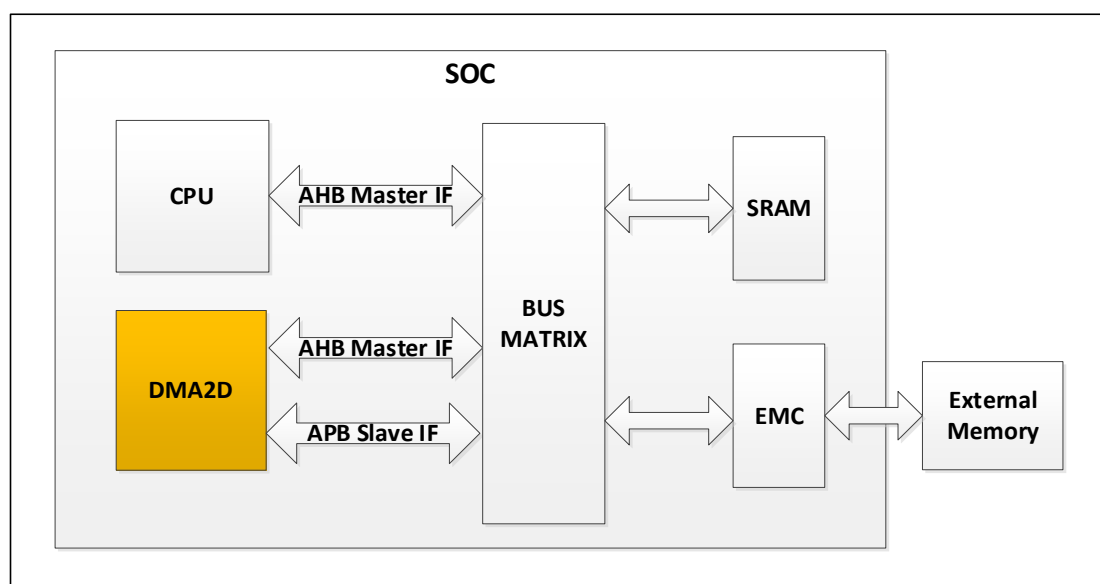 SOC
CPU
AHB Master IF
SRAM
BUS
MATRIX
DMA2D
AHB Master IF
APB Slave IF
EMC
External
Memory